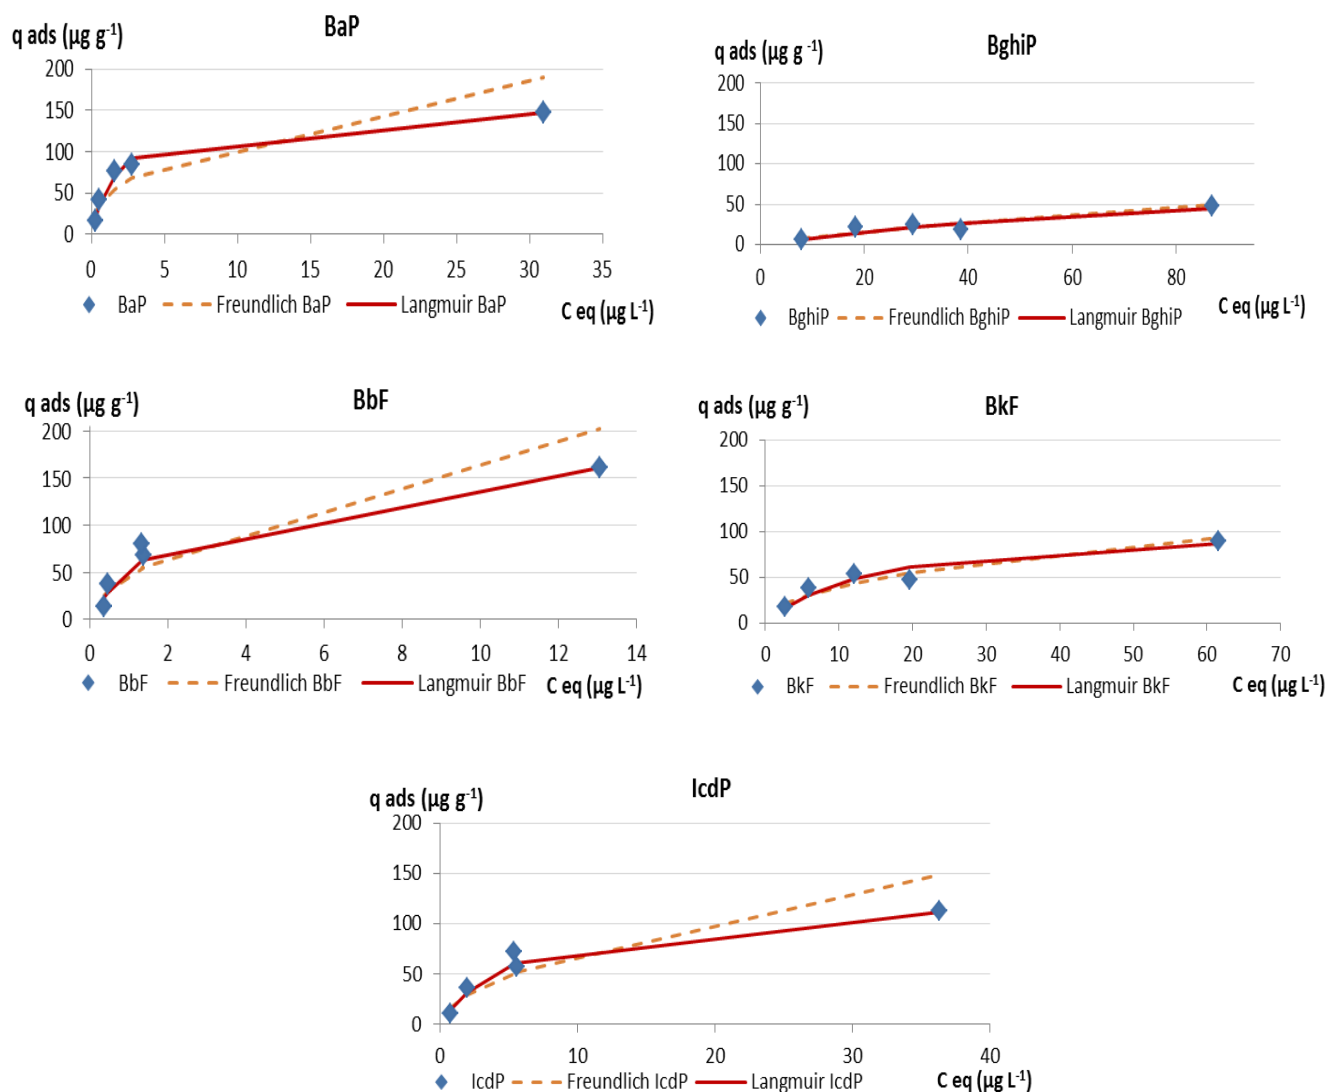 BaP
q ads (µg g-1)
200
150
100
50
0
0 5 10 15 20 25 30 35
C eq (µg L-1)
BaP Freundlich BaP Langmuir BaP
BghiP
q ads (µg g-1)
200
150
100
50
0
0 20 40 60 80
C eq (µg L-1)
BghiP Freundlich BghiP Langmuir BghiP
BbF
q ads (µg g-1)
200
150
100
50
0
0 2 4 6 8 10 12 14
BbF Freundlich BbF Langmuir BbF C eq (µg L-1)
BkF
q ads (µg g-1)
200
150
100
50
0
0 10 20 30 40 50 60 70
BkF Freundlich BkF Langmuir BkF C eq (µg L-1)
IcdP
q ads (µg g-1)
200
150
100
50
0
0 10 20 30 40
IcdP Freundlich IcdP Langmuir IcdP C eq (µg L-1)